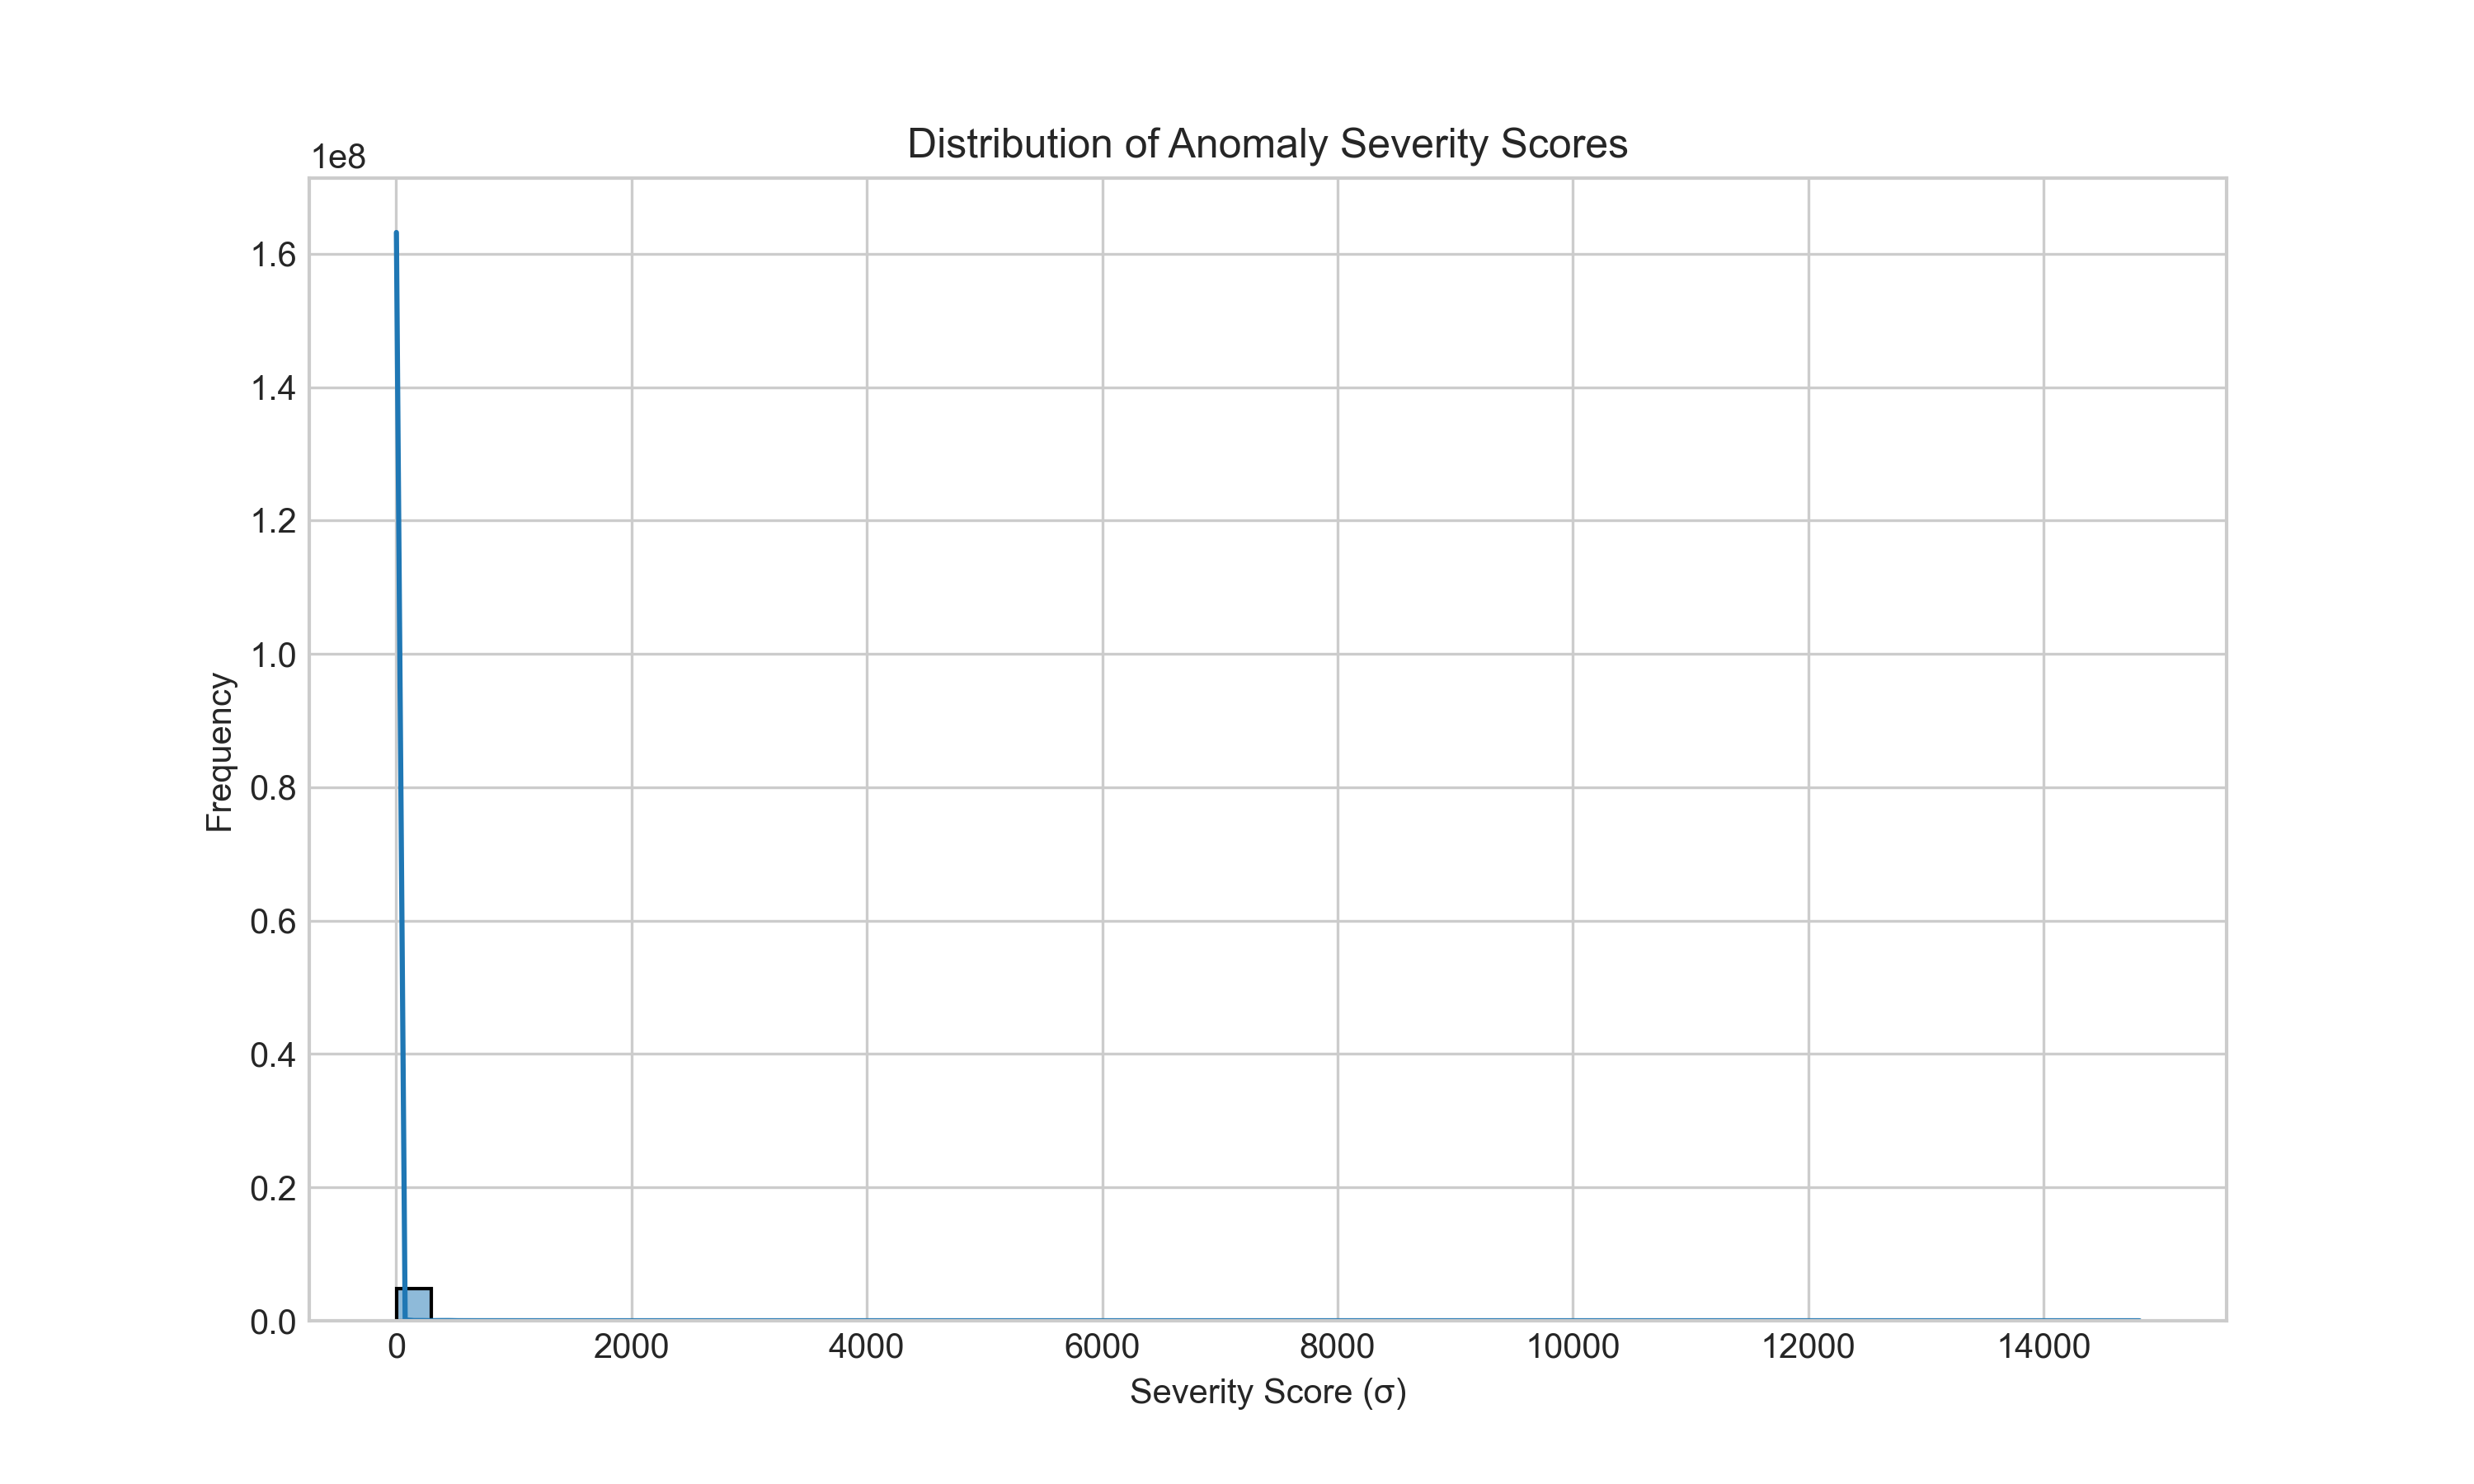 Distribution of Anomaly Severity Scores
1e8
1.6
1.4
1.2
1.0
0.8
0.6
0.4
0.2
0.0
Frequency
0 2000 4000 6000 8000 10000 12000 14000
Severity Score (σ)